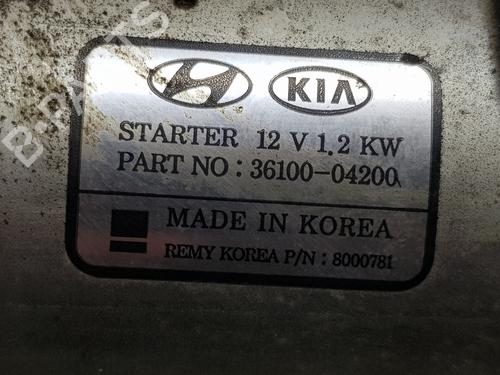 KIA
STARTER 12 V 1.2 KW
PART NO : 36100-04200
MADE IN KOREA
REMY KOREA P/N : 8000781